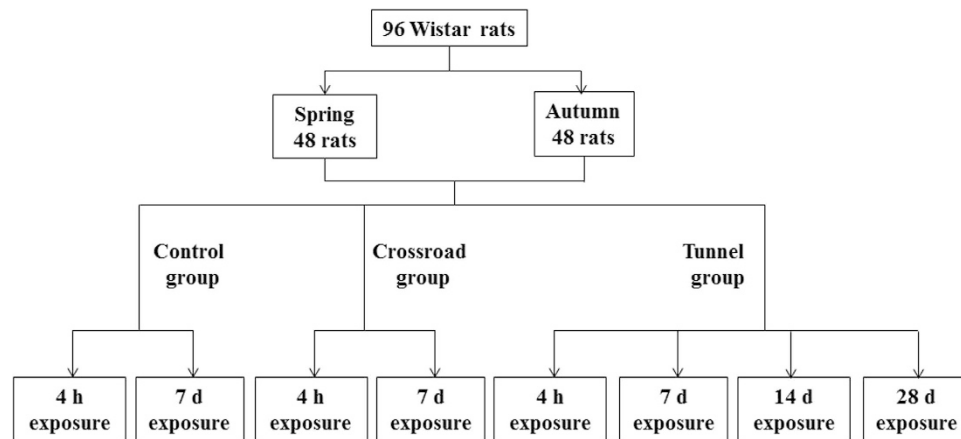 96 Wistar rats
Spring
48 rats
Autumn
48 rats
Control
group
Crossroad
group
Tunnel
group
4 h
exposure
7 d
exposure
4 h
exposure
7 d
exposure
4 h
exposure
7 d
exposure
14 d
exposure
28 d
exposure